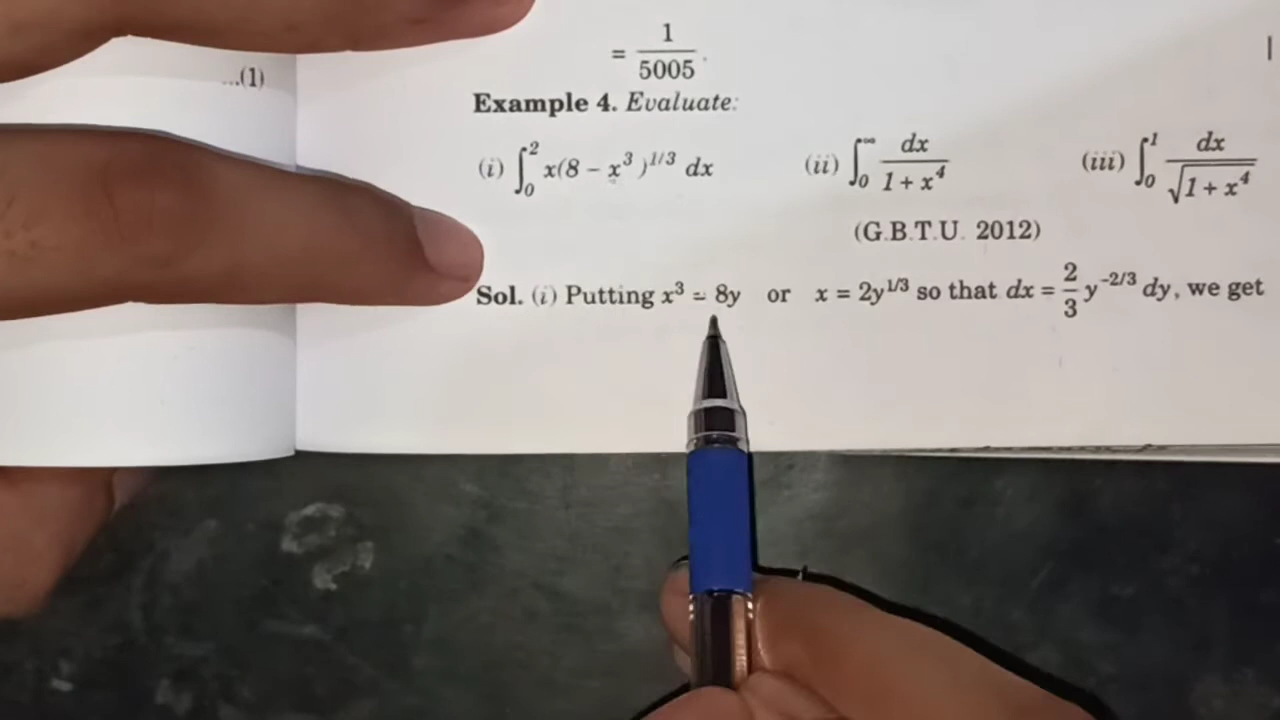 ...(1)
= 1/5005.
Example 4. Evaluate:
(i) ∫₀² x(8 – x³)^1/3 dx (ii) ∫₀^∞ dx/(1 + x⁴) (iii) ∫₀¹ dx/√(1 + x⁴)
(G.B.T.U. 2012)
Sol. (i) Putting x³ = 8y or x = 2y^1/3 so that dx = 2/3 y^–2/3 dy, we get